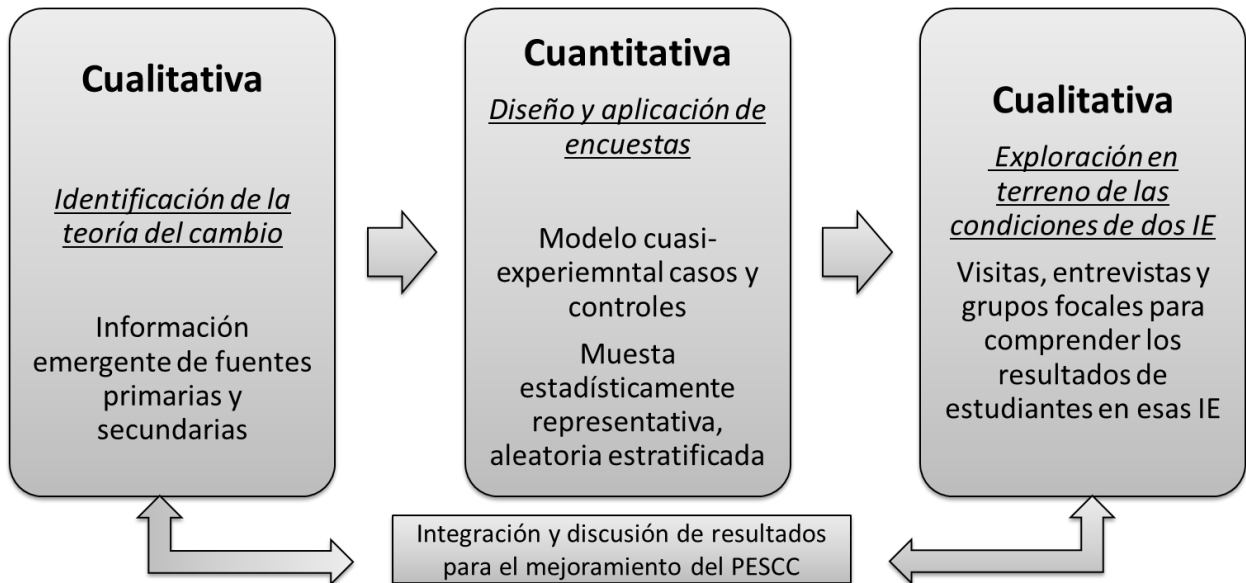 Cualitativa
Identificación de la
teoría del cambio
Información
emergente de fuentes
primarias y
secundarias
Cuantitativa
Diseño y aplicación de
encuestas
Modelo cuasi-
experiemntal casos y
controles
Muesta
estadísticamente
representativa,
aleatoria estratificada
Cualitativa
Exploración en
terreno de las
condiciones de dos IE
Visitas, entrevistas y
grupos focales para
comprender los
resultados de
estudiantes en esas IE
Integración y discusión de resultados
para el mejoramiento del PESCC